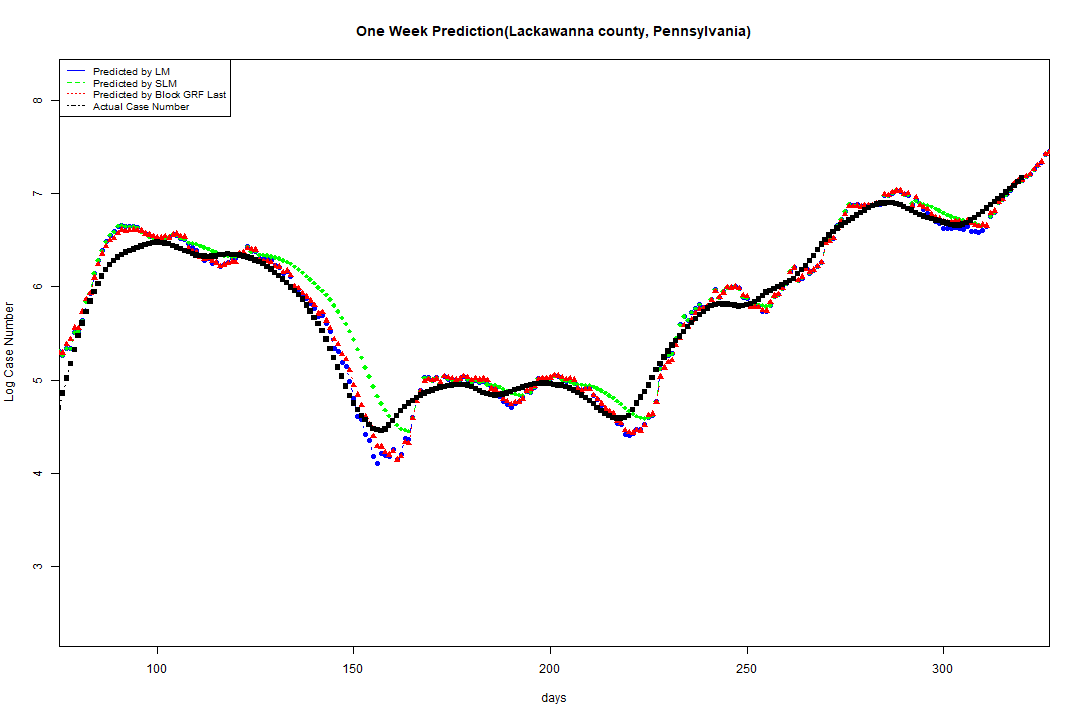 One Week Prediction(Lackawanna county, Pennsylvania)
Predicted by LM
Predicted by SLM
Predicted by Block GRF Last
Actual Case Number
8
7
6
5
4
3
Log Case Number
100 150 200 250 300
days